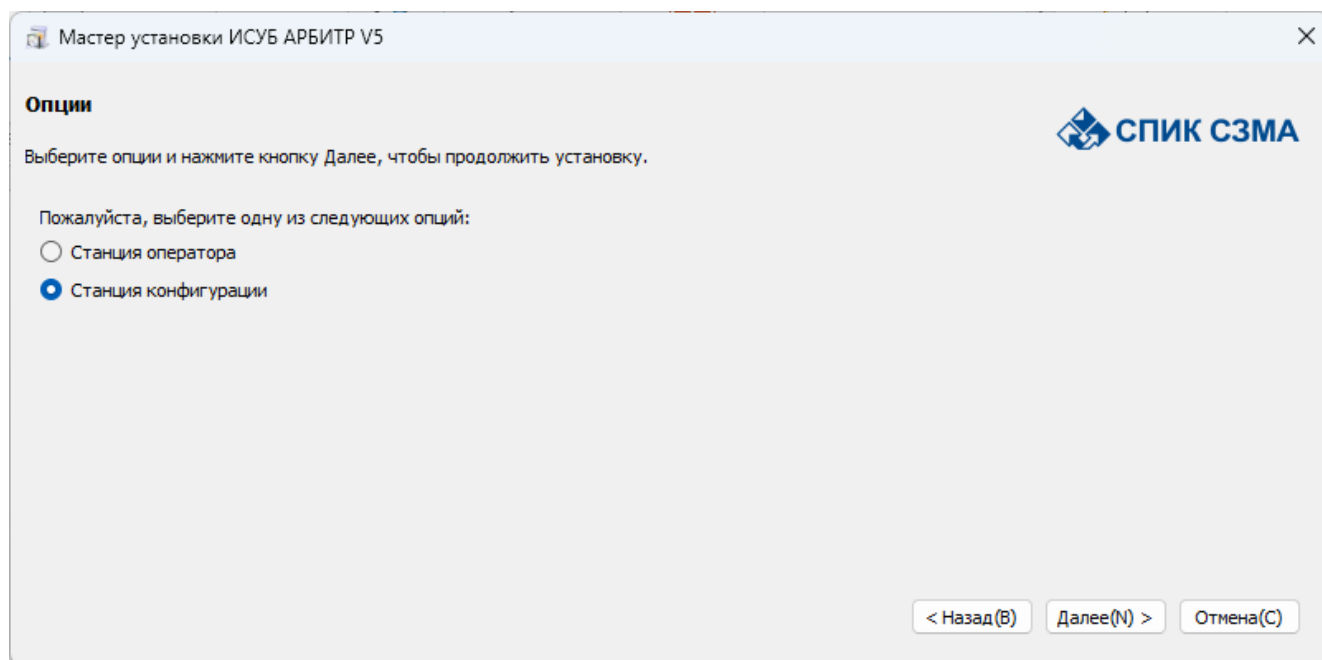 Мастер установки ИСУБ АРБИТР V5
Опции
СПИК СЗМА
Выберите опции и нажмите кнопку Далее, чтобы продолжить установку.
Пожалуйста, выберите одну из следующих опций:
Станция оператора
Станция конфигурации
< Назад(B)
Далее(N) >
Отмена(C)